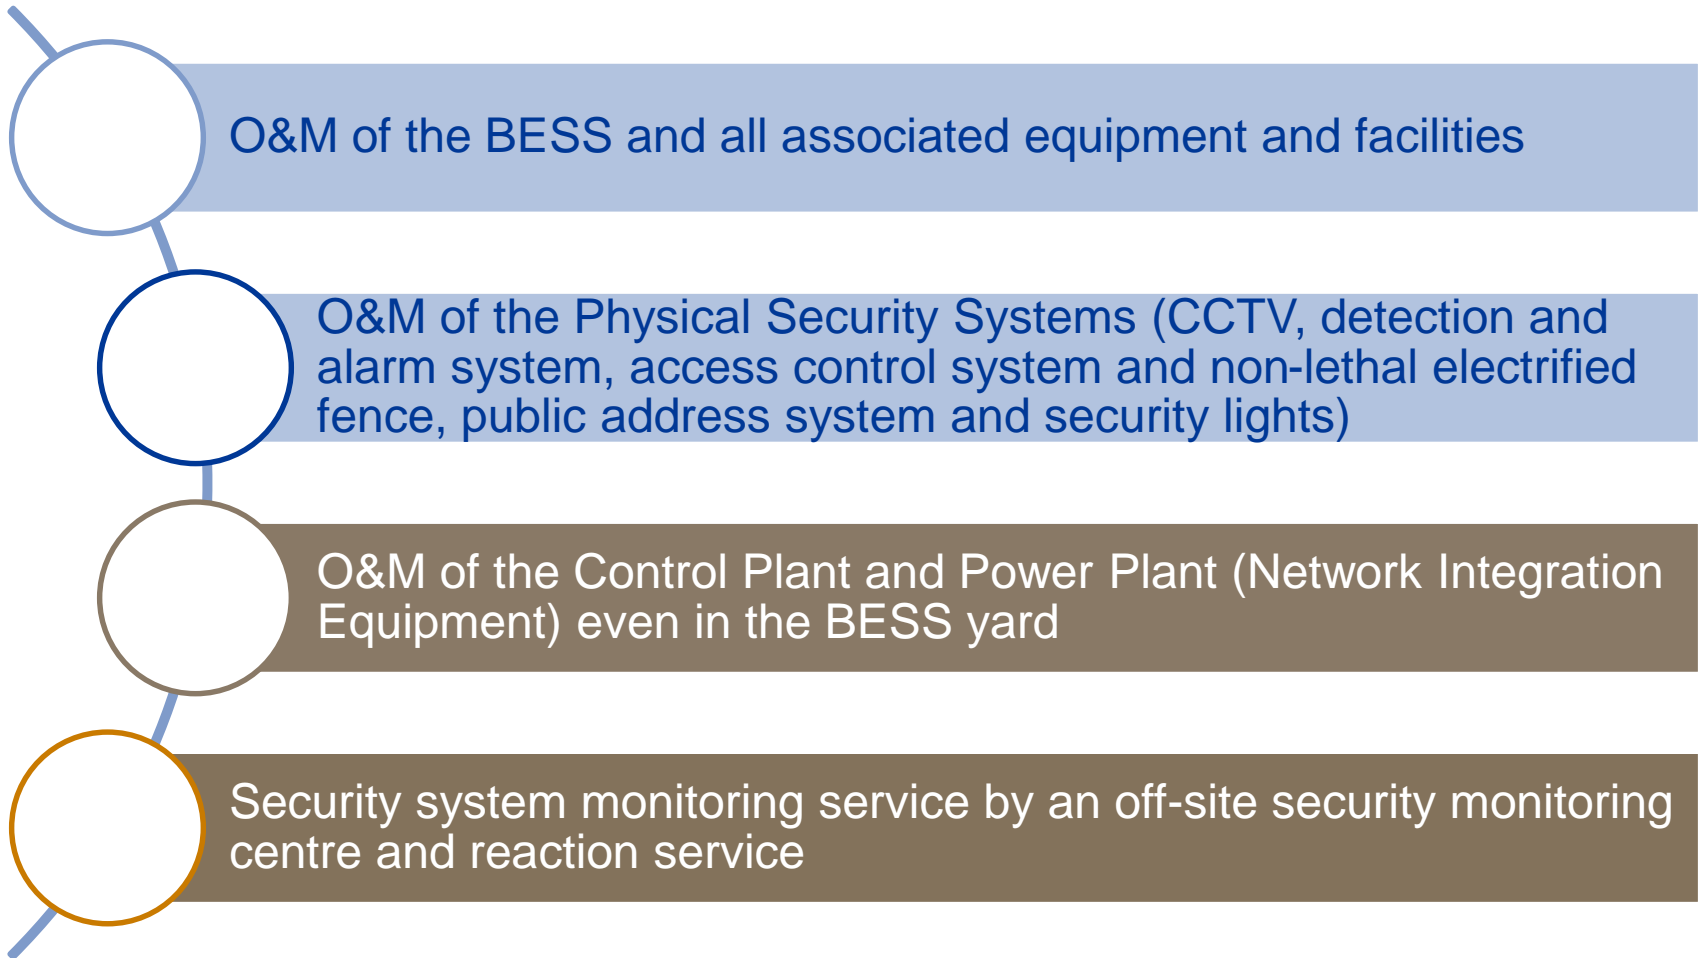 O&M of the BESS and all associated equipment and facilities
O&M of the Physical Security Systems (CCTV, detection and
alarm system, access control system and non-lethal electrified
fence, public address system and security lights)
O&M of the Control Plant and Power Plant (Network Integration
Equipment) even in the BESS yard
Security system monitoring service by an off-site security monitoring
centre and reaction service